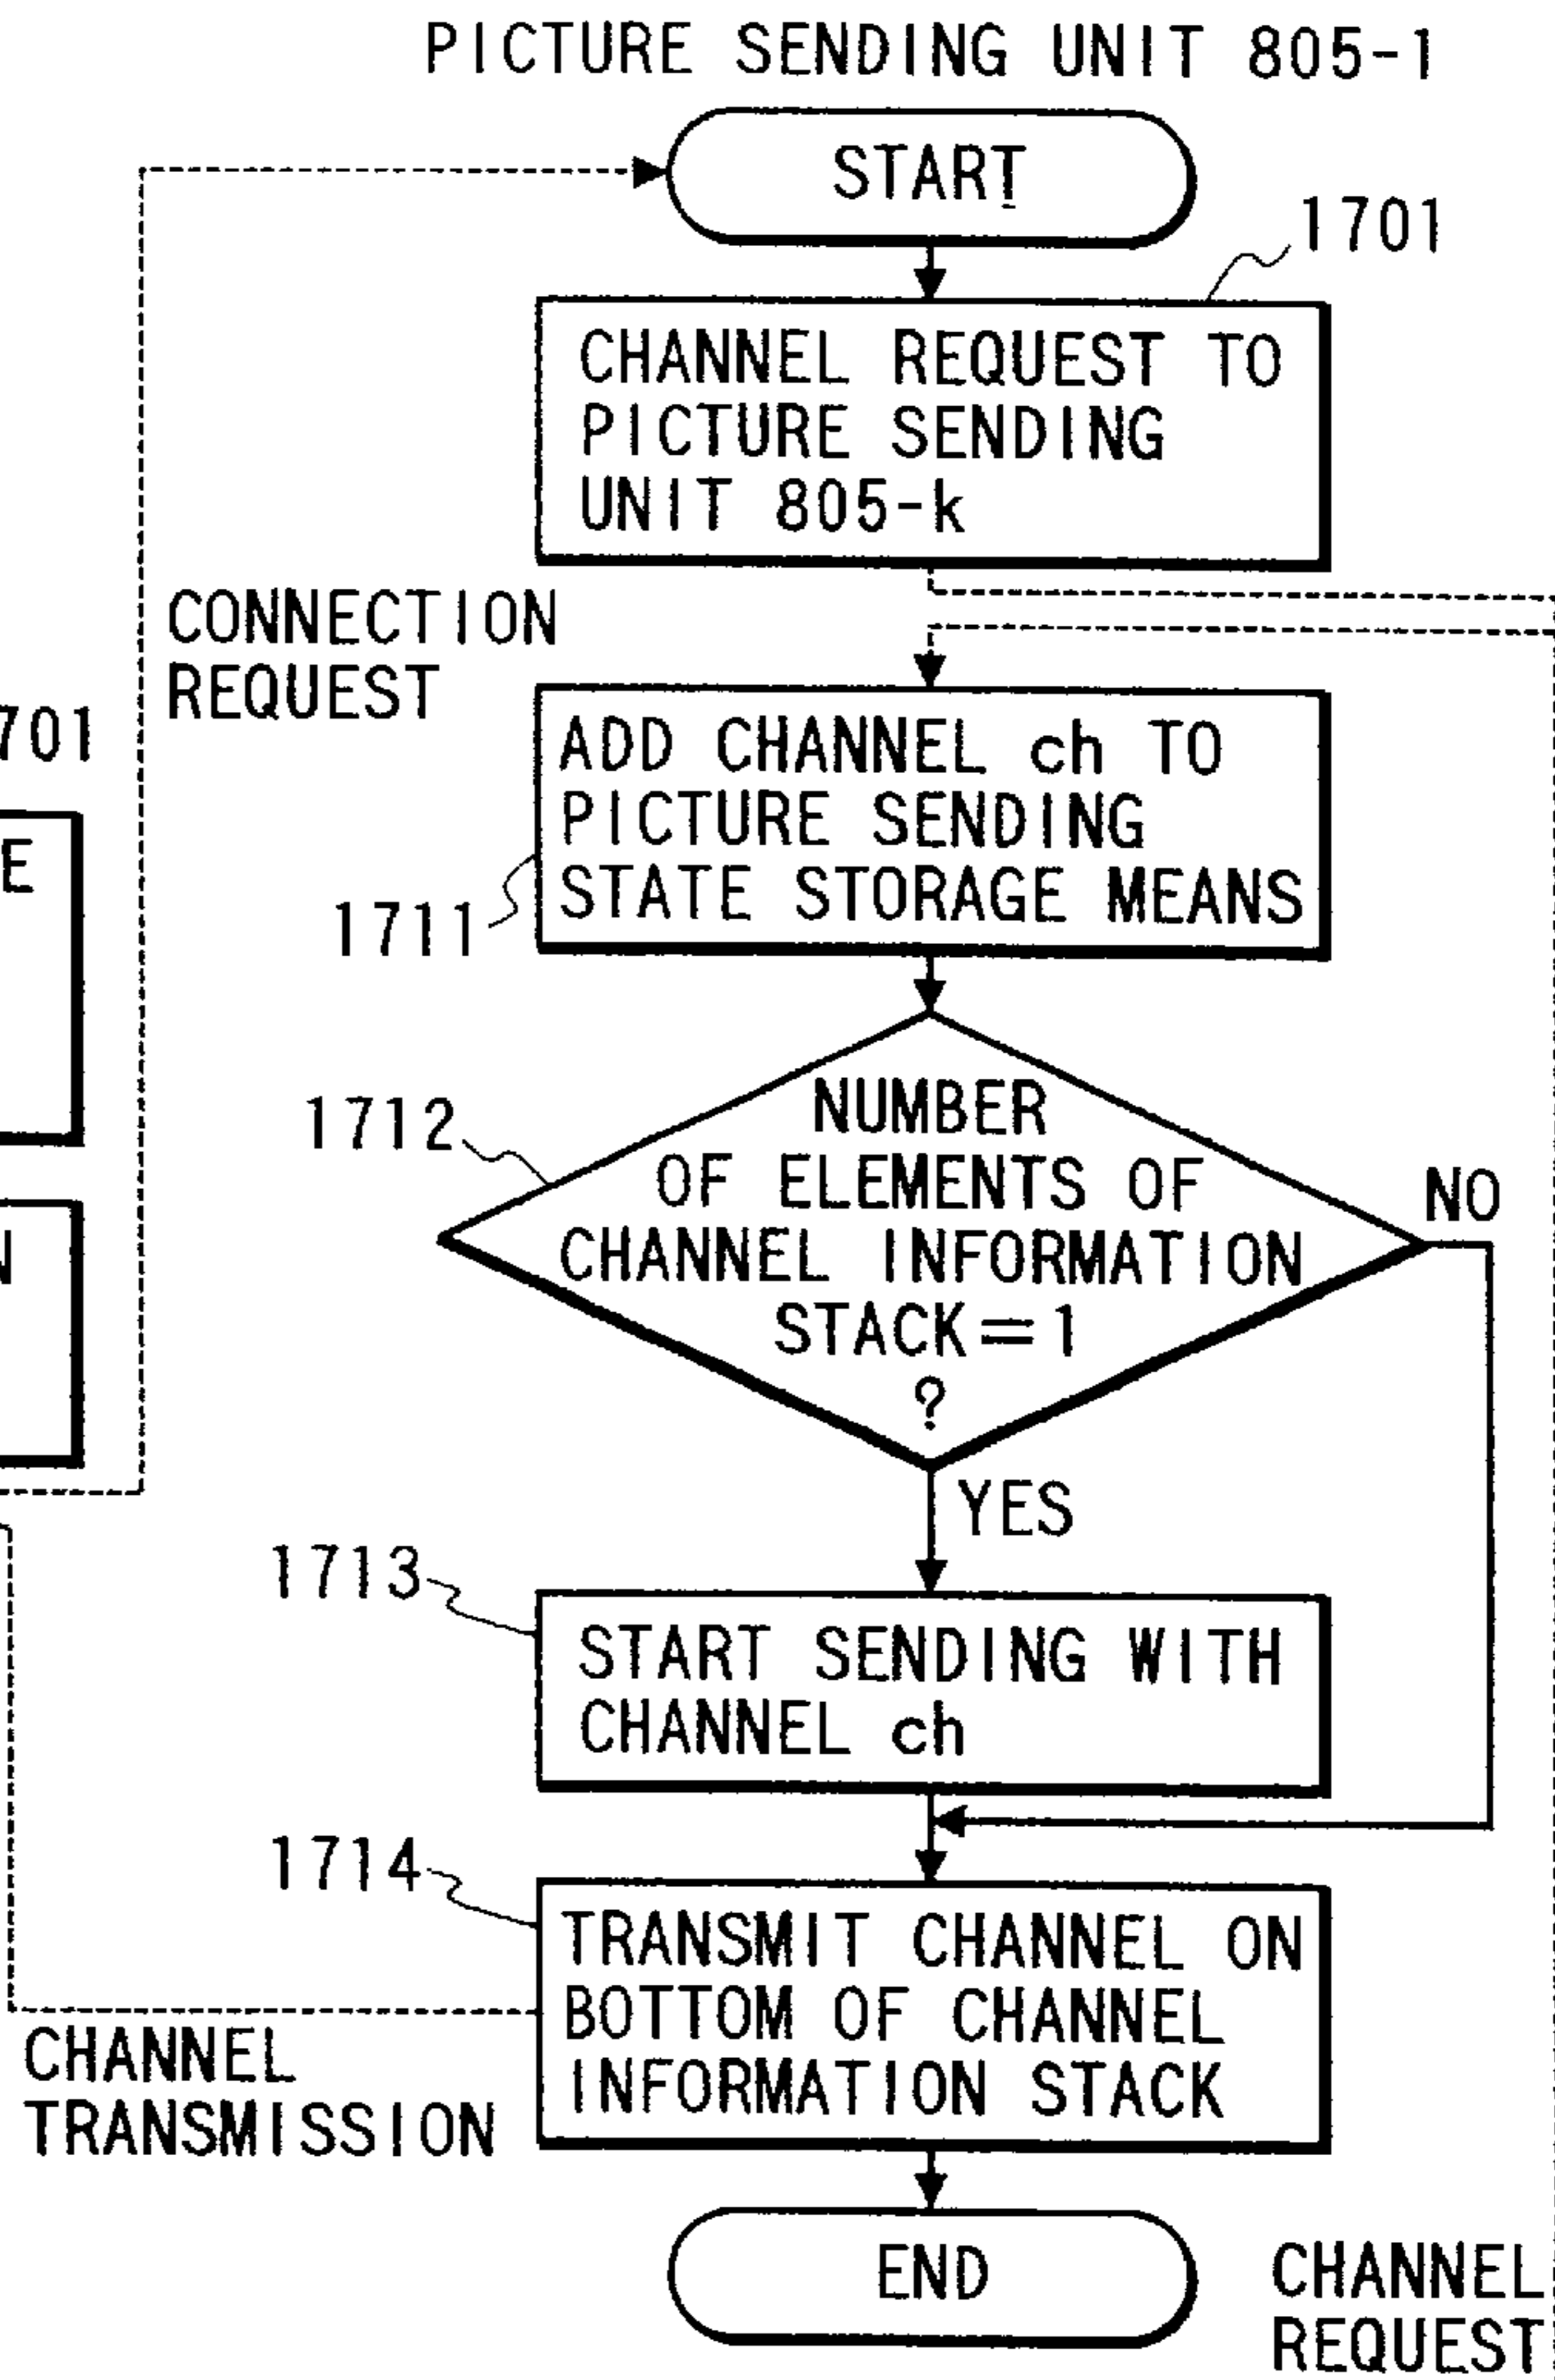 PICTURE SENDING UNIT 805-1
START
1701
CHANNEL REQUEST TO
PICTURE SENDING
UNIT 805-k
CONNECTION
REQUEST
701
E
ADD CHANNEL ch TO
PICTURE SENDING
STATE STORAGE MEANS
1711
1712
NUMBER
OF ELEMENTS OF
CHANNEL INFORMATION
STACK=1
?
NO
N
YES
1713
START SENDING WITH
CHANNEL ch
1714
TRANSMIT CHANNEL ON
BOTTOM OF CHANNEL
INFORMATION STACK
CHANNEL
TRANSMISSION
END
CHANNEL
REQUEST